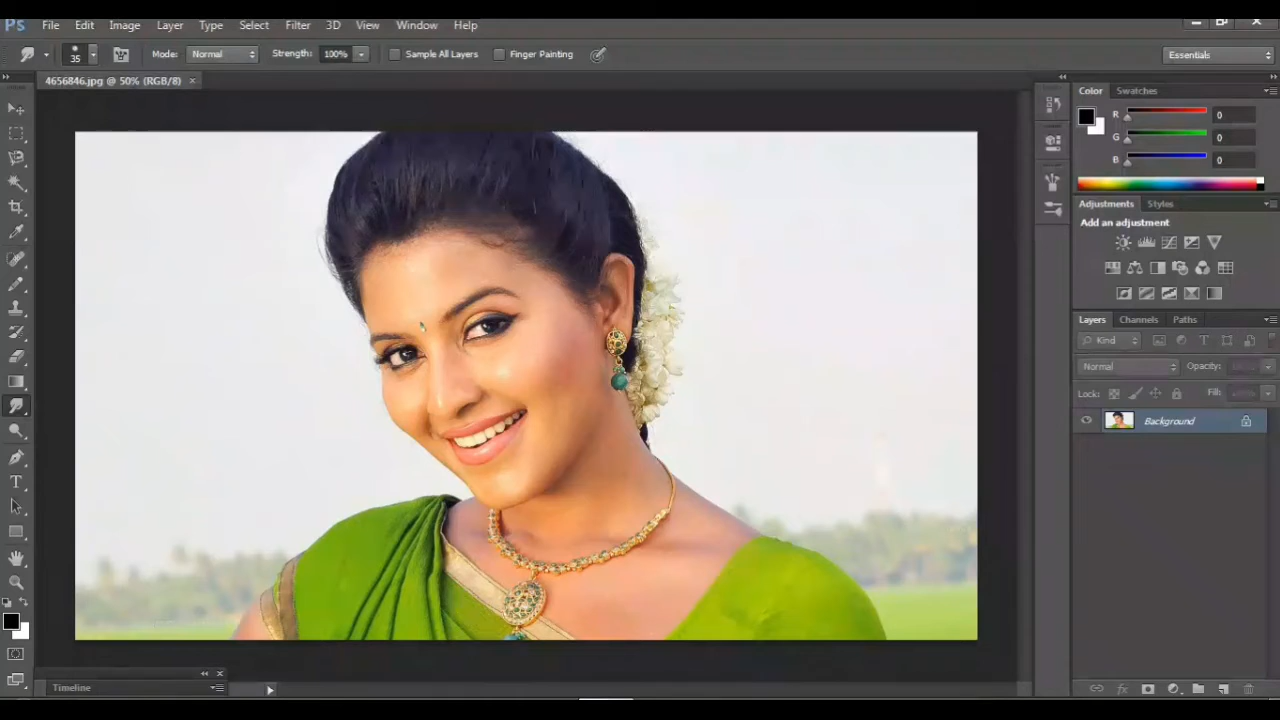 Ps File Edit Image Layer Type Select Filter 3D View Window Help
35 Mode: Normal Strength: 100% Sample All Layers Finger Painting Essentials
4656846.jpg @ 50% (RGB/8) ×
Color Swatches
R 0
G 0
B 0
Adjustments Styles
Add an adjustment
Layers Channels Paths
Kind
Normal Opacity:
Lock: Fill:
Background
Timeline